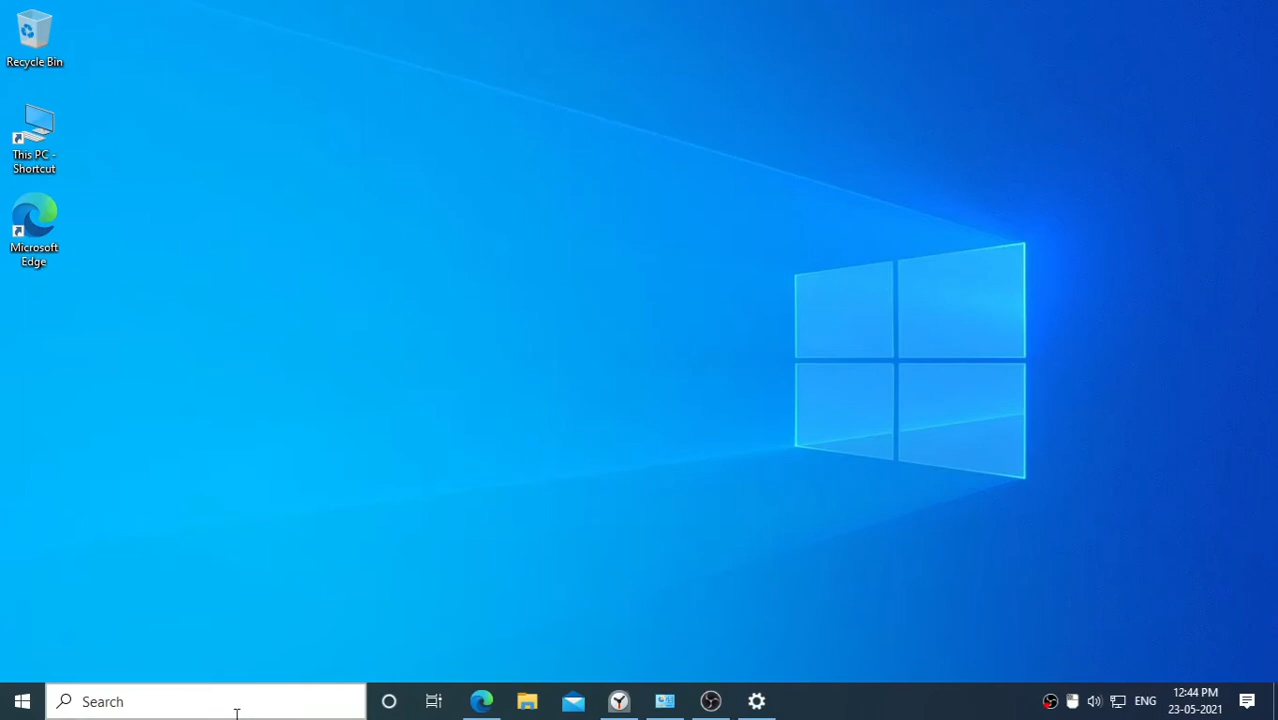 Recycle Bin
This PC -
Shortcut
Microsoft
Edge
Search
ENG
12:44 PM
23-05-2021